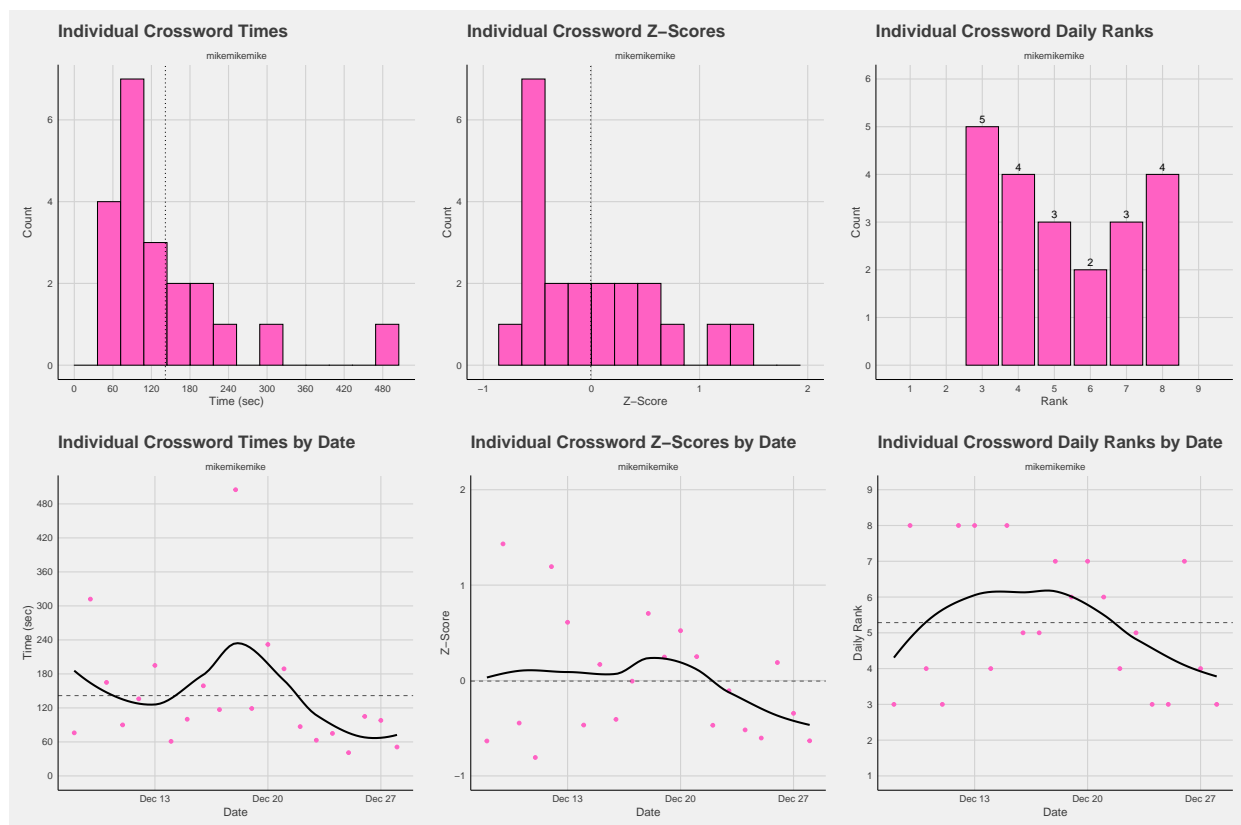 Individual Crossword Times
mikemikemike
Count
6
4
2
0
0 60 120 180 240 300 360 420 480
Time (sec)
Individual Crossword Z−Scores
mikemikemike
Count
6
4
2
0
−1 0 1 2
Z−Score
Individual Crossword Daily Ranks
mikemikemike
Count
6
5
4
3
2
1
0
5 4 3 2 3 4
1 2 3 4 5 6 7 8 9
Rank
Individual Crossword Times by Date
mikemikemike
Time (sec)
480
420
360
300
240
180
120
60
0
Dec 13 Dec 20 Dec 27
Date
Individual Crossword Z−Scores by Date
mikemikemike
Z−Score
2
1
0
−1
Dec 13 Dec 20 Dec 27
Date
Individual Crossword Daily Ranks by Date
mikemikemike
Daily Rank
9
8
7
6
5
4
3
2
1
Dec 13 Dec 20 Dec 27
Date